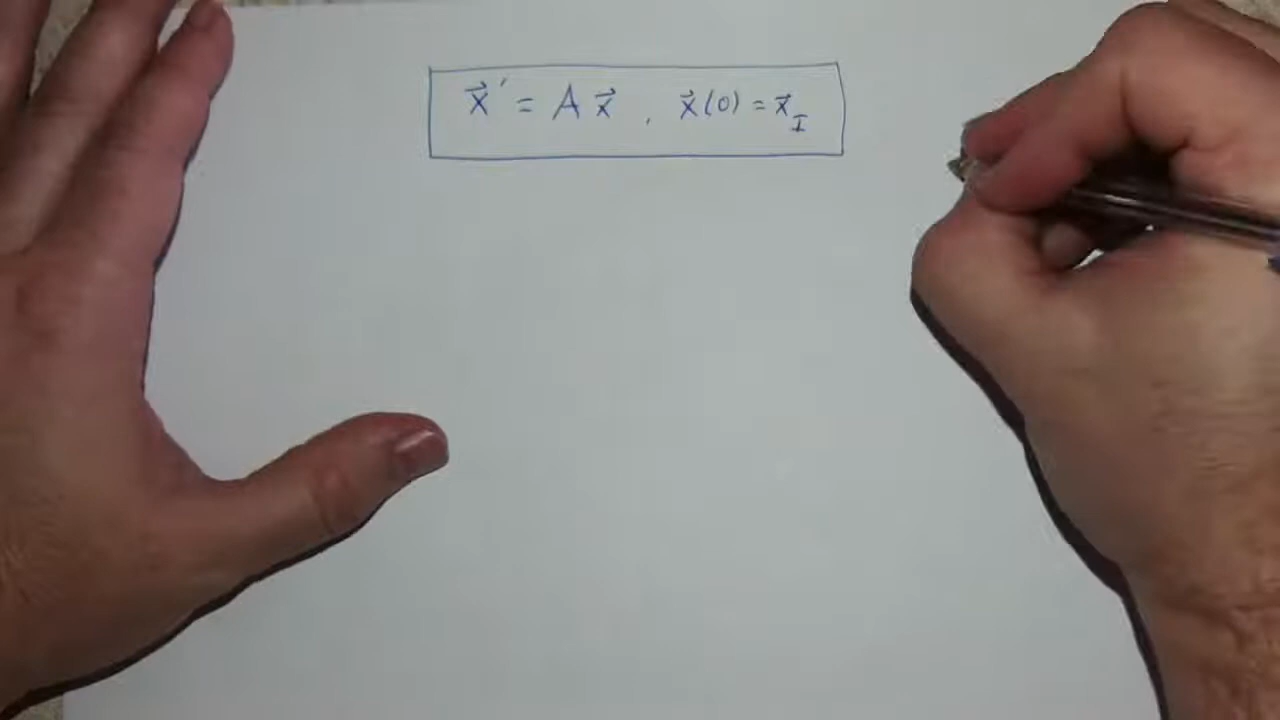 x⃗' = A x⃗ , x⃗(0) = x⃗_I